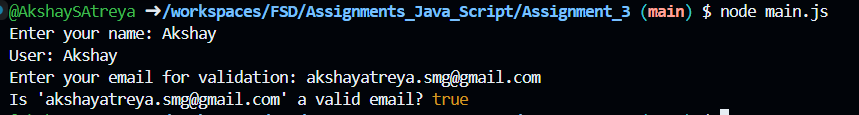 @AkshaySAtreya ➜/workspaces/FSD/Assignments_Java_Script/Assignment_3 (main) $ node main.js
Enter your name: Akshay
User: Akshay
Enter your email for validation: akshayatreya.smg@gmail.com
Is 'akshayatreya.smg@gmail.com' a valid email? true